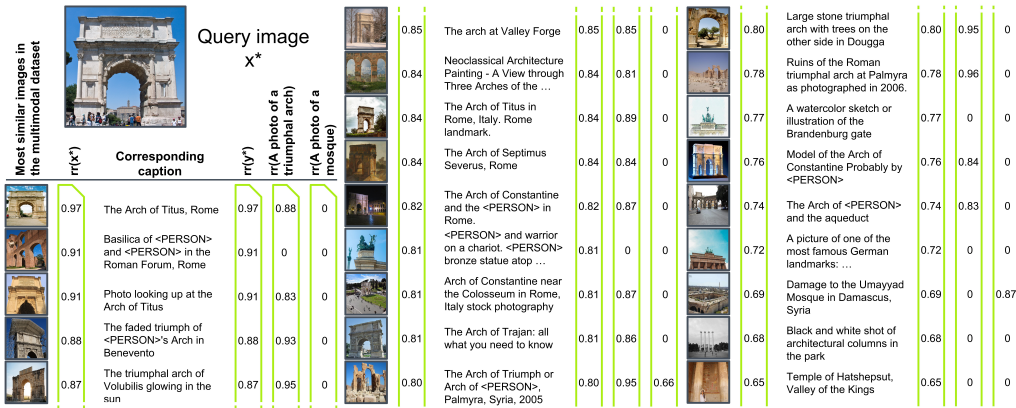 Query image
x*
Most similar images in
the multimodal dataset
rr(x*)
Corresponding
caption
rr(y*)
rr(A photo of a
triumphal arch)
rr(A photo of a
mosque)
0.97 The Arch of Titus, Rome 0.97 0.88 0
0.91 Basilica of <PERSON>
and <PERSON> in the
Roman Forum, Rome 0.91 0 0
0.91 Photo looking up at the
Arch of Titus 0.91 0.83 0
0.88 The faded triumph of
<PERSON>'s Arch in
Benevento 0.88 0.93 0
0.87 The triumphal arch of
Volubilis glowing in the
sun 0.87 0.95 0
0.85 The arch at Valley Forge 0.85 0.85 0
0.84 Neoclassical Architecture
Painting - A View through
Three Arches of the … 0.84 0.81 0
0.84 The Arch of Titus in
Rome, Italy. Rome
landmark. 0.84 0.89 0
0.84 The Arch of Septimus
Severus, Rome 0.84 0.84 0
0.82 The Arch of Constantine
and the <PERSON> in
Rome. 0.82 0.87 0
0.81 <PERSON> and warrior
on a chariot. <PERSON>
bronze statue atop … 0.81 0 0
0.81 Arch of Constantine near
the Colosseum in Rome,
Italy stock photography 0.81 0.87 0
0.81 The Arch of Trajan: all
what you need to know 0.81 0.86 0
0.80 The Arch of Triumph or
Arch of <PERSON>,
Palmyra, Syria, 2005 0.80 0.95 0.66
0.80 Large stone triumphal
arch with trees on the
other side in Dougga 0.80 0.95 0
0.78 Ruins of the Roman
triumphal arch at Palmyra
as photographed in 2006. 0.78 0.96 0
0.77 A watercolor sketch or
illustration of the
Brandenburg gate 0.77 0 0
0.76 Model of the Arch of
Constantine Probably by
<PERSON> 0.76 0.84 0
0.74 The Arch of <PERSON>
and the aqueduct 0.74 0.83 0
0.72 A picture of one of the
most famous German
landmarks: … 0.72 0 0
0.69 Damage to the Umayyad
Mosque in Damascus,
Syria 0.69 0 0.87
0.68 Black and white shot of
architectural columns in
the park 0.68 0 0
0.65 Temple of Hatshepsut,
Valley of the Kings 0.65 0 0